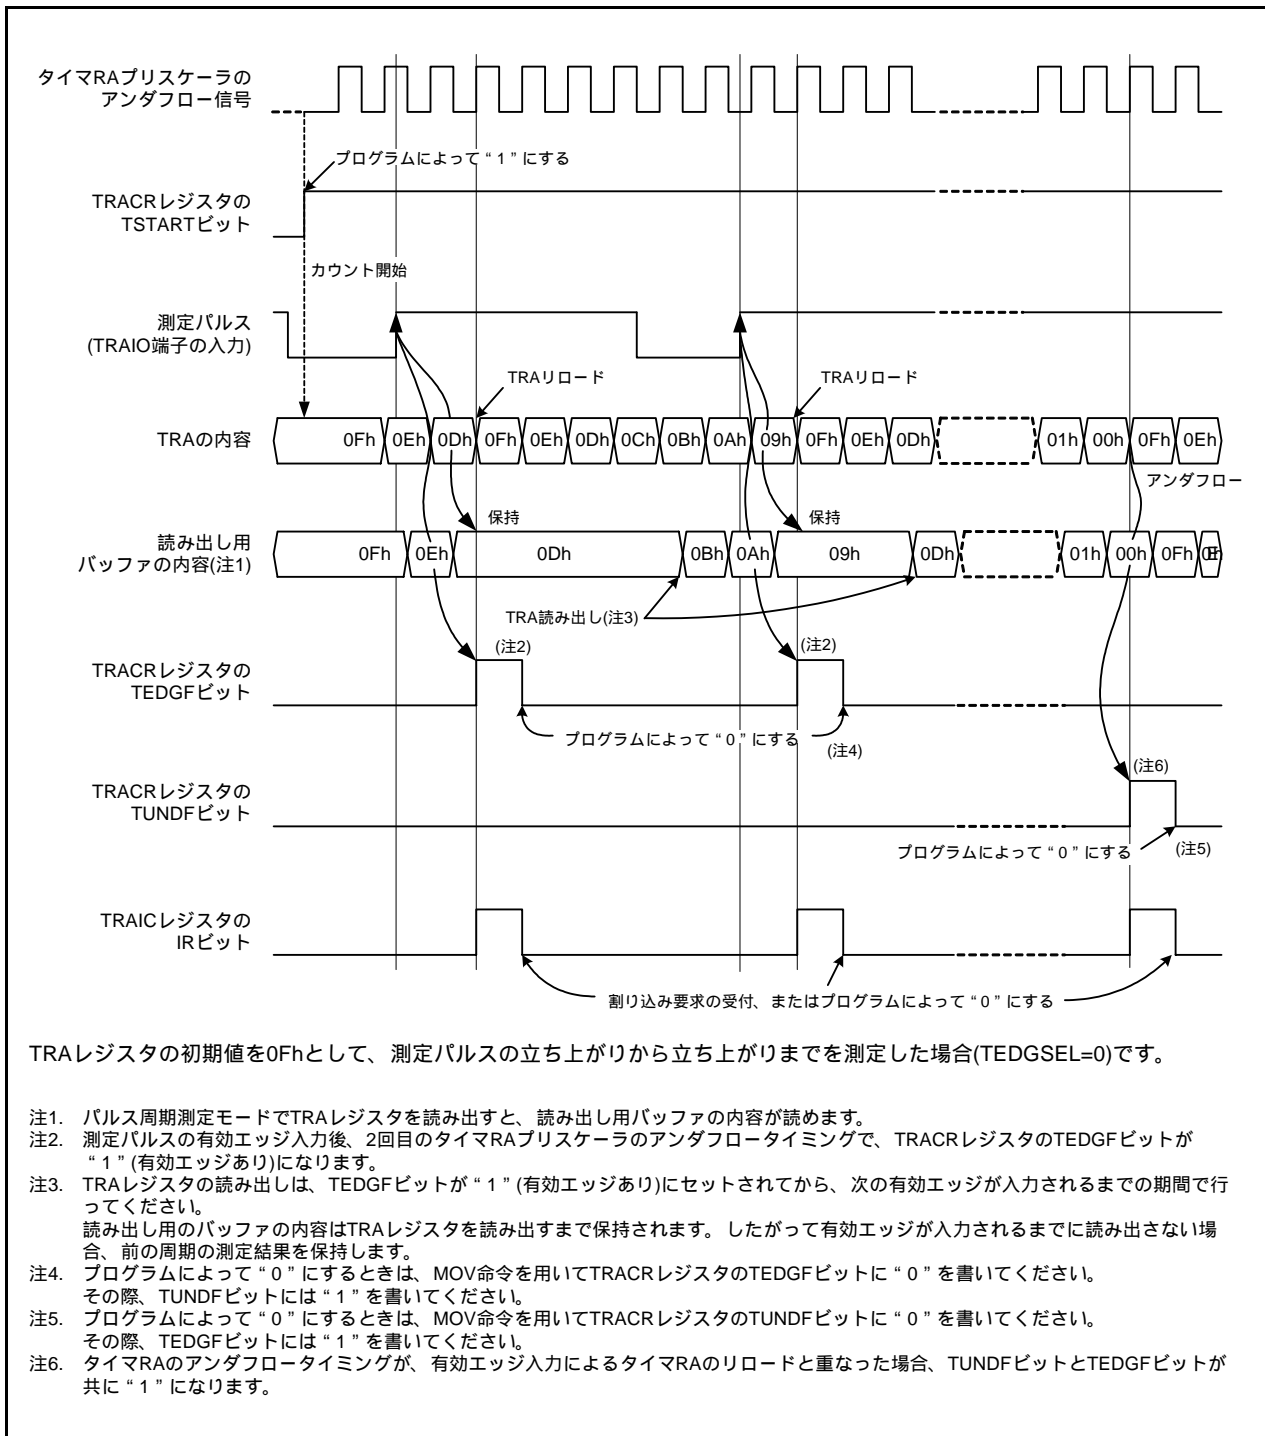 タイマRAプリスケーラの
アンダフロー信号
プログラムによって“1”にする
TRACRレジスタの
TSTARTビット
カウント開始
測定パルス
(TRAIO端子の入力)
TRAリロード
TRAリロード
TRAの内容
0Fh 0Eh 0Dh 0Fh 0Eh 0Dh 0Ch 0Bh 0Ah 09h 0Fh 0Eh 0Dh 01h 00h 0Fh 0Eh
アンダフロー
保持
保持
読み出し用
バッファの内容(注1)
0Fh 0Eh 0Dh 0Bh 0Ah 09h 0Dh 01h 00h 0Fh 0Eh
TRA読み出し(注3)
(注2)
(注2)
TRACRレジスタの
TEDGFビット
プログラムによって“0”にする
(注4)
(注6)
TRACRレジスタの
TUNDFビット
プログラムによって“0”にする
(注5)
TRAICレジスタの
IRビット
割り込み要求の受付、またはプログラムによって“0”にする
TRAレジスタの初期値を0Fhとして、測定パルスの立ち上がりから立ち上がりまでを測定した場合(TEDGSEL=0)です。
注1. パルス周期測定モードでTRAレジスタを読み出すと、読み出し用バッファの内容が読めます。
注2. 測定パルスの有効エッジ入力後、2回目のタイマRAプリスケーラのアンダフロータイミングで、TRACRレジスタのTEDGFビットが
“1”(有効エッジあり)になります。
注3. TRAレジスタの読み出しは、TEDGFビットが“1”(有効エッジあり)にセットされてから、次の有効エッジが入力されるまでの期間で行
ってください。
読み出し用のバッファの内容はTRAレジスタを読み出すまで保持されます。したがって有効エッジが入力されるまでに読み出さない場
合、前の周期の測定結果を保持します。
注4. プログラムによって“0”にするときは、MOV命令を用いてTRACRレジスタのTEDGFビットに“0”を書いてください。
その際、TUNDFビットには“1”を書いてください。
注5. プログラムによって“0”にするときは、MOV命令を用いてTRACRレジスタのTUNDFビットに“0”を書いてください。
その際、TEDGFビットには“1”を書いてください。
注6. タイマRAのアンダフロータイミングが、有効エッジ入力によるタイマRAのリロードと重なった場合、TUNDFビットとTEDGFビットが
共に“1”になります。